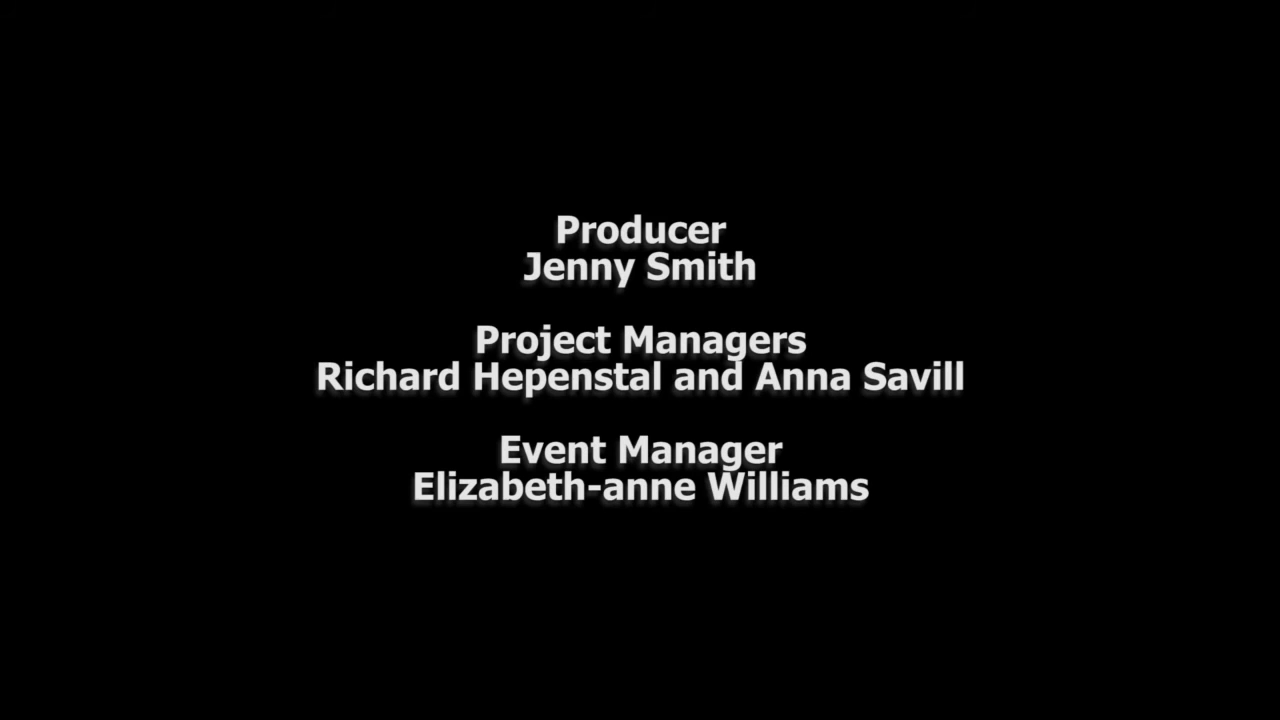 Producer
Jenny Smith
Project Managers
Richard Hepenstal and Anna Savill
Event Manager
Elizabeth-anne Williams